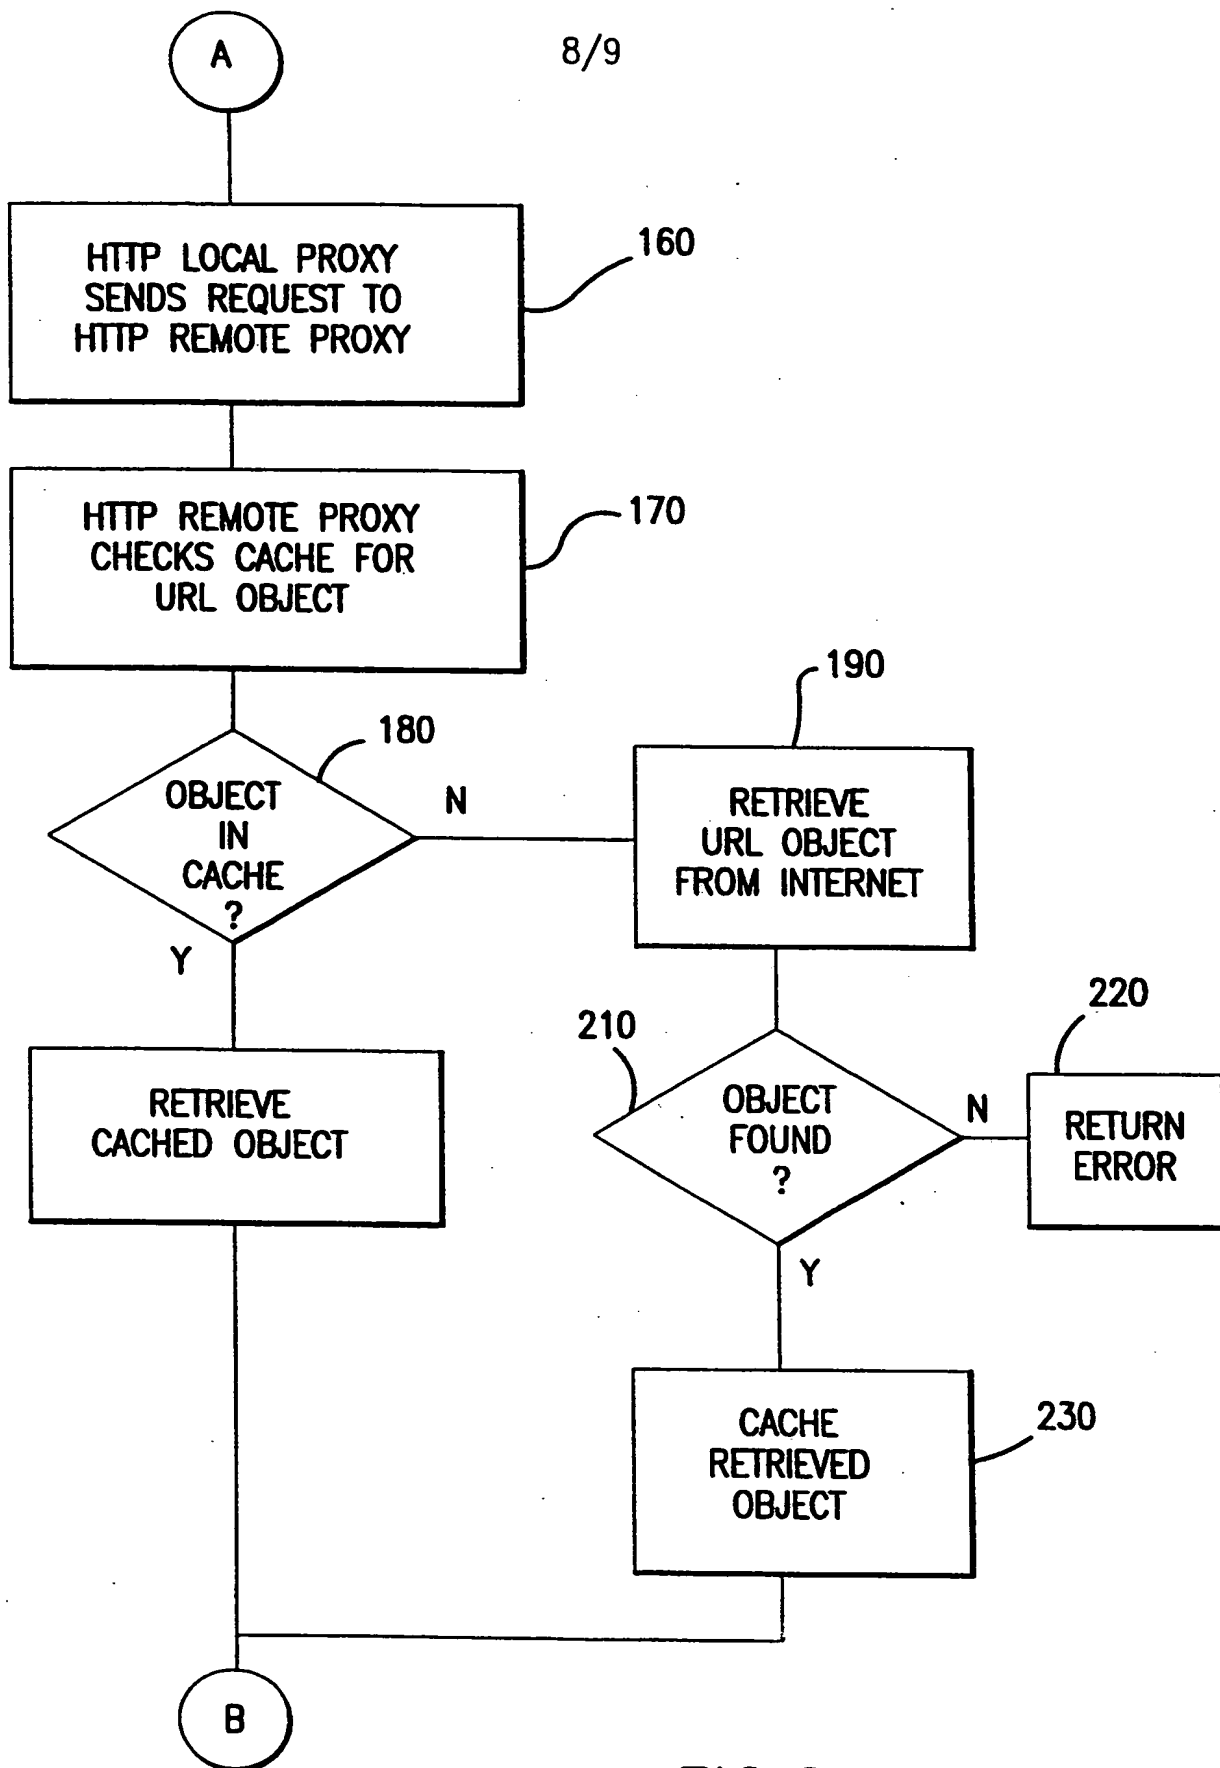 A
8/9
HTTP LOCAL PROXY
SENDS REQUEST TO
HTTP REMOTE PROXY
160
HTTP REMOTE PROXY
CHECKS CACHE FOR
URL OBJECT
170
180
OBJECT
IN
CACHE
?
N
Y
190
RETRIEVE
URL OBJECT
FROM INTERNET
RETRIEVE
CACHED OBJECT
210
OBJECT
FOUND
?
N
Y
220
RETURN
ERROR
CACHE
RETRIEVED
OBJECT
230
B